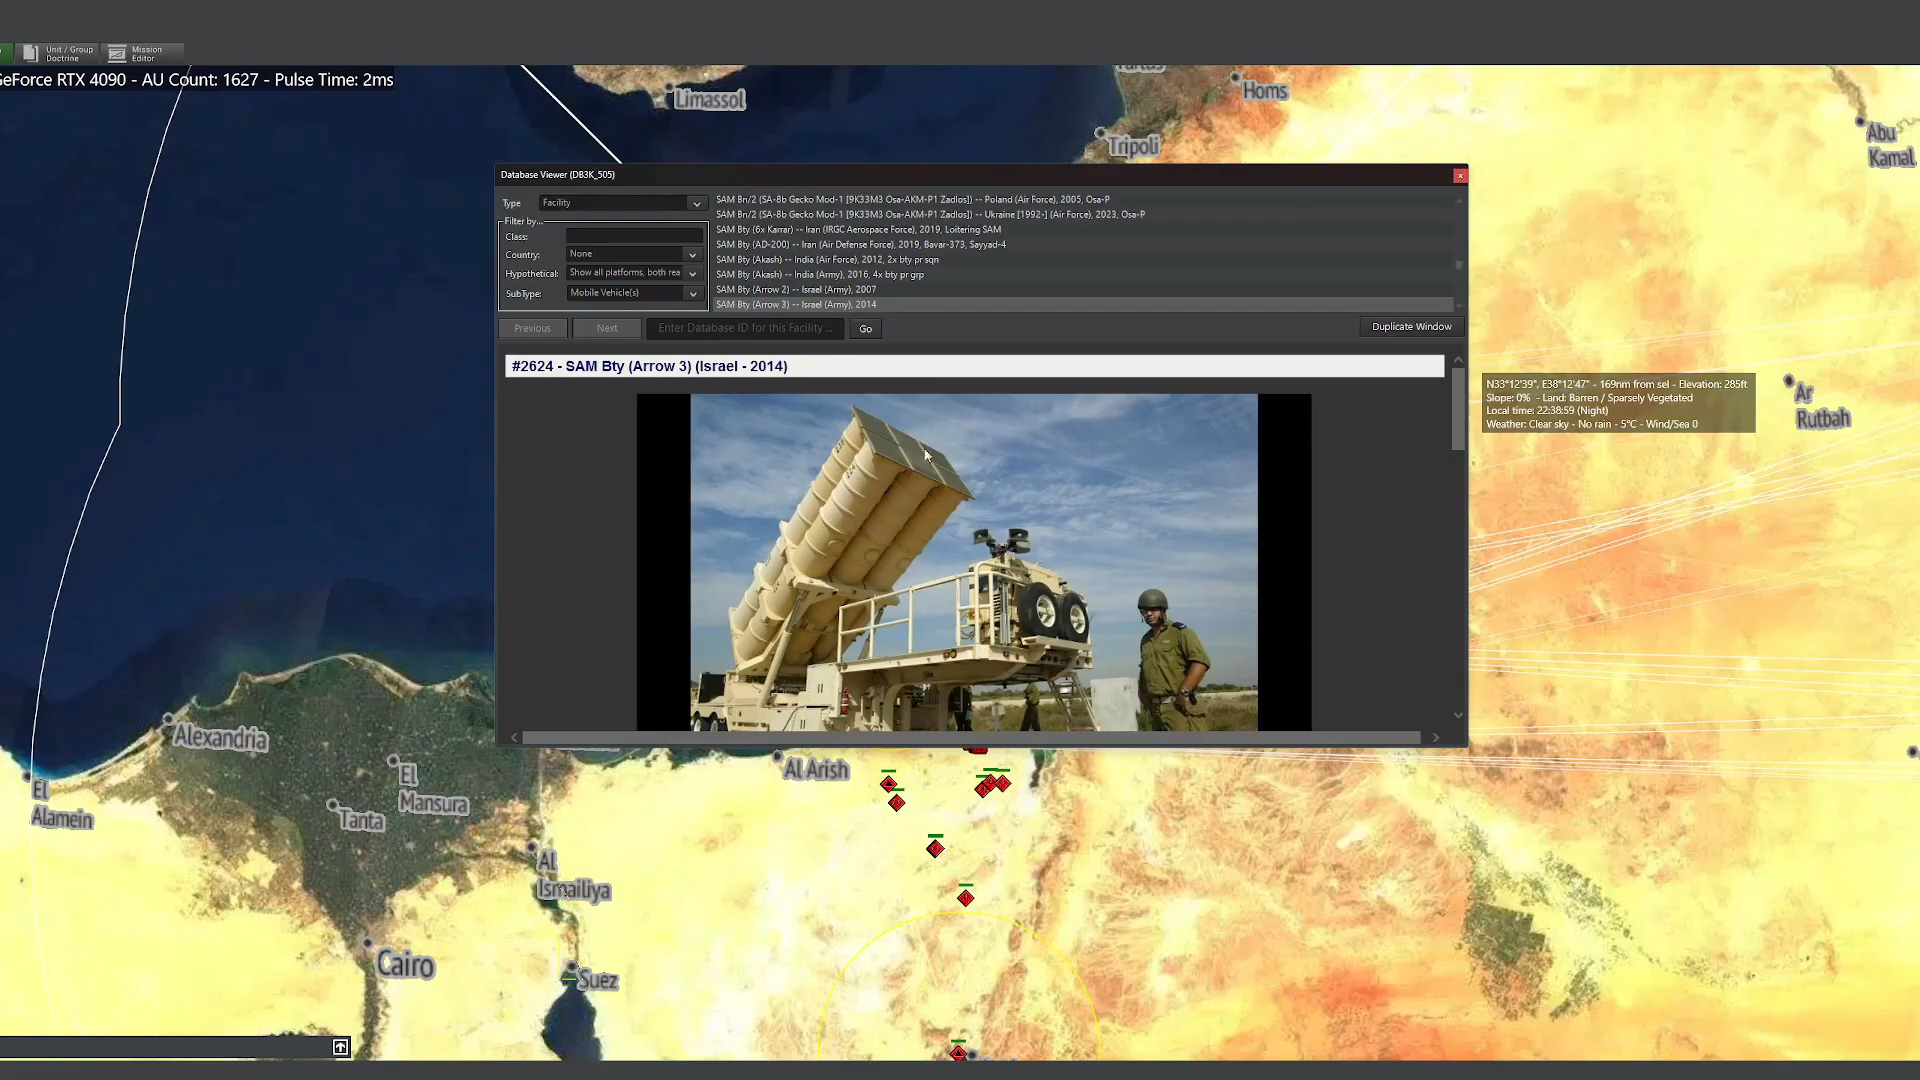 Unit / Group
Doctrine
Mission
Editor
GeForce RTX 4090 - AU Count: 1627 - Pulse Time: 2ms
Limassol
Homs
Tripoli
Abu
Kamal
Database Viewer (DB3K_505)
Type
Facility
Filter by...
Class:
Country:
None
Hypothetical:
Show all platforms, both rea
SubType:
Mobile Vehicle(s)
SAM Bn/2 (SA-8b Gecko Mod-1 [9K33M3 Osa-AKM-P1 Zadlos]) -- Poland (Air Force), 2005, Osa-P
SAM Bn/2 (SA-8b Gecko Mod-1 [9K33M3 Osa-AKM-P1 Zadlos]) -- Ukraine [1992-] (Air Force), 2023, Osa-P
SAM Bty (6x Karrar) -- Iran (IRGC Aerospace Force), 2019, Loitering SAM
SAM Bty (AD-200) -- Iran (Air Defense Force), 2019, Bavar-373, Sayyad-4
SAM Bty (Akash) -- India (Air Force), 2012, 2x bty pr sqn
SAM Bty (Akash) -- India (Army), 2016, 4x bty pr grp
SAM Bty (Arrow 2) -- Israel (Army), 2007
SAM Bty (Arrow 3) -- Israel (Army), 2014
Previous
Next
Enter Database ID for this Facility ...
Go
Duplicate Window
#2624 - SAM Bty (Arrow 3) (Israel - 2014)
N33°12'39", E38°12'47" - 169nm from sel - Elevation: 285ft
Slope: 0% - Land: Barren / Sparsely Vegetated
Local time: 22:38:59 (Night)
Weather: Clear sky - No rain - 5°C - Wind/Sea 0
Ar
Rutbah
Alexandria
El
Mansura
Al Arish
El
Alamein
Tanta
Al
Ismailiya
Cairo
Suez